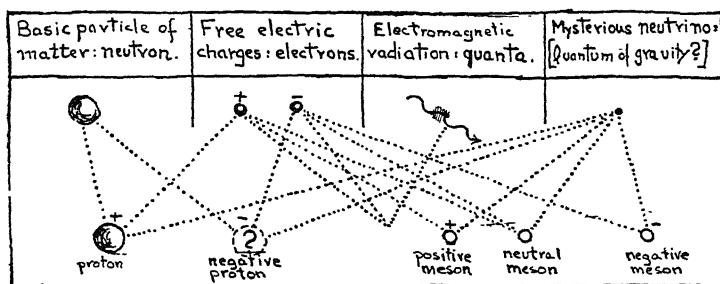 Basic particle of
matter: neutron.
Free electric
charges: electrons.
Electromagnetic
radiation: quanta.
Mysterious neutrino:
[Quantum of gravity?]
+
−
+
proton
−
?
negative
proton
+
positive
meson
neutral
meson
−
negative
meson